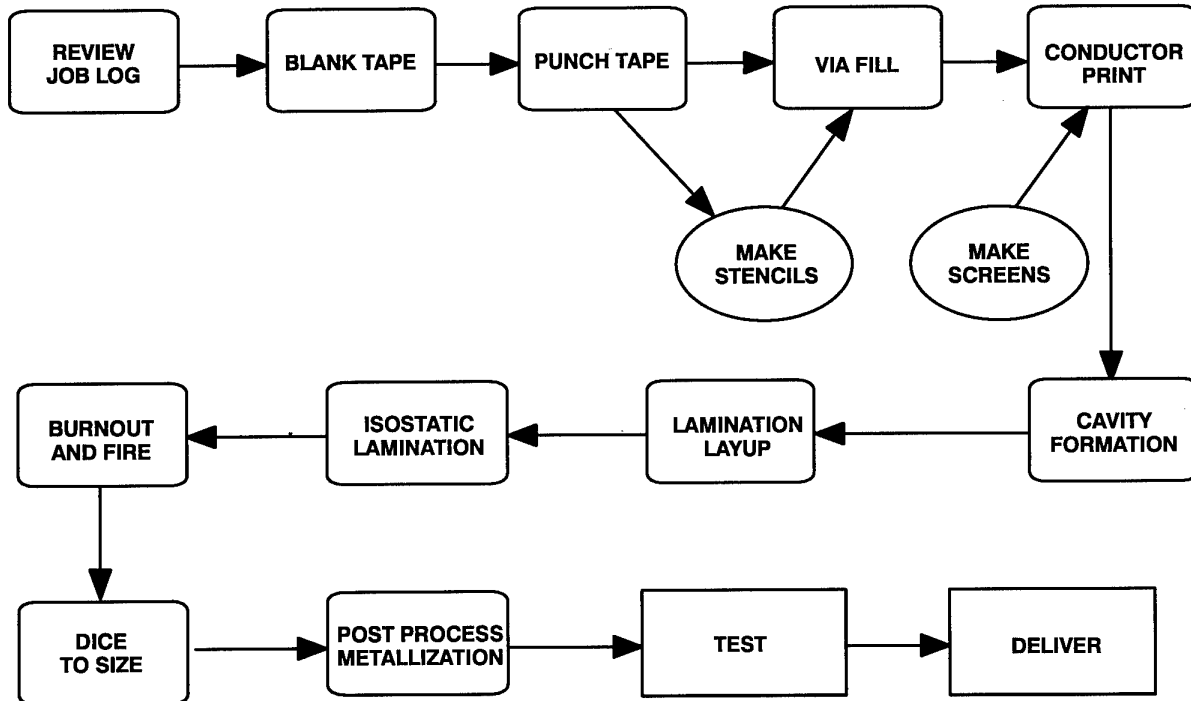 REVIEW
JOB LOG
BLANK TAPE
PUNCH TAPE
VIA FILL
CONDUCTOR
PRINT
MAKE
STENCILS
MAKE
SCREENS
CAVITY
FORMATION
LAMINATION
LAYUP
ISOSTATIC
LAMINATION
BURNOUT
AND FIRE
DICE
TO SIZE
POST PROCESS
METALLIZATION
TEST
DELIVER